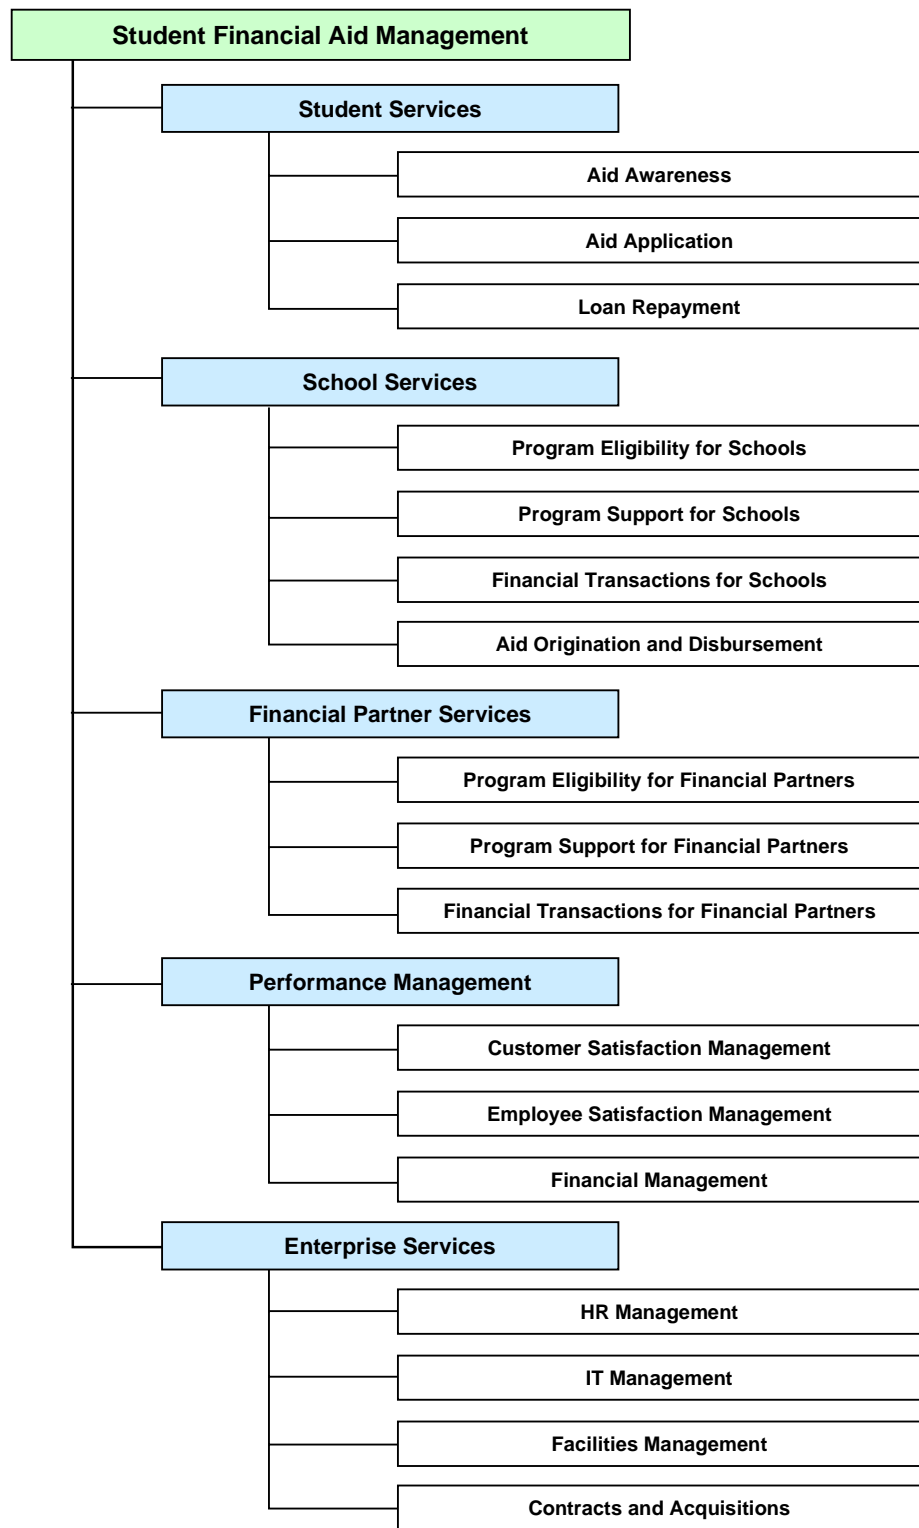 Student Financial Aid Management
Student Services
Aid Awareness
Aid Application
Loan Repayment
School Services
Program Eligibility for Schools
Program Support for Schools
Financial Transactions for Schools
Aid Origination and Disbursement
Financial Partner Services
Program Eligibility for Financial Partners
Program Support for Financial Partners
Financial Transactions for Financial Partners
Performance Management
Customer Satisfaction Management
Employee Satisfaction Management
Financial Management
Enterprise Services
HR Management
IT Management
Facilities Management
Contracts and Acquisitions